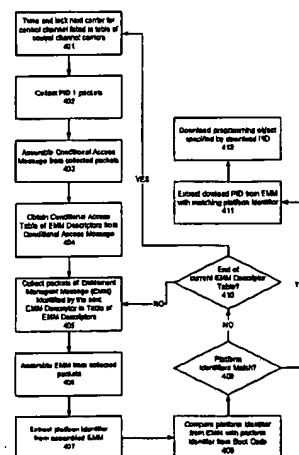 Tune and lock next carrier for
control channel listed in table of
control channel carriers
401
Collect PID 1 packets
402
Assemble Conditional Access
Message from collected packets
403
Obtain Conditional Access
Table of EMM Descriptors from
Conditional Access Message
404
Collect packets of Entitlement
Management Message (EMM)
identified by the next
EMM Descriptor in Table of
EMM Descriptors
405
Assemble EMM from collected
packets
406
Extract platform identifier
from assembled EMM
407
Compare platform identifier
from EMM with platform
identifier from Boot Code
408
Platform
Identifiers Match?
409
NO
End of
current EMM Descriptor
Table?
410
NO
YES
Extract download PID from EMM
with matching platform identifier
411
Download programming object
specified by download PID
412